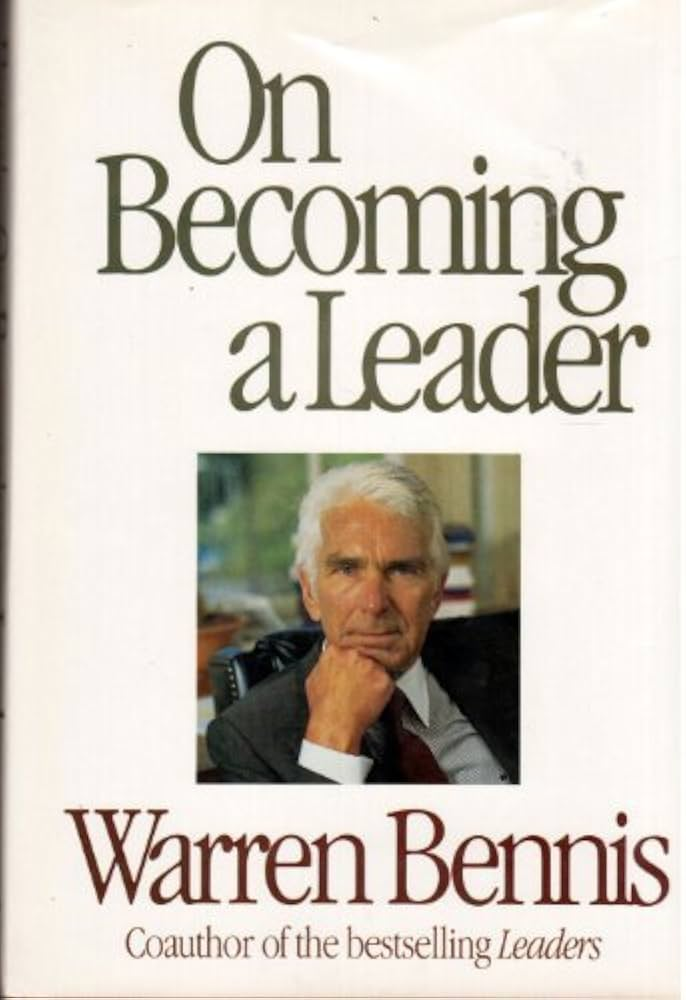 On
Becoming
a Leader
Warren Bennis
Coauthor of the bestselling Leaders